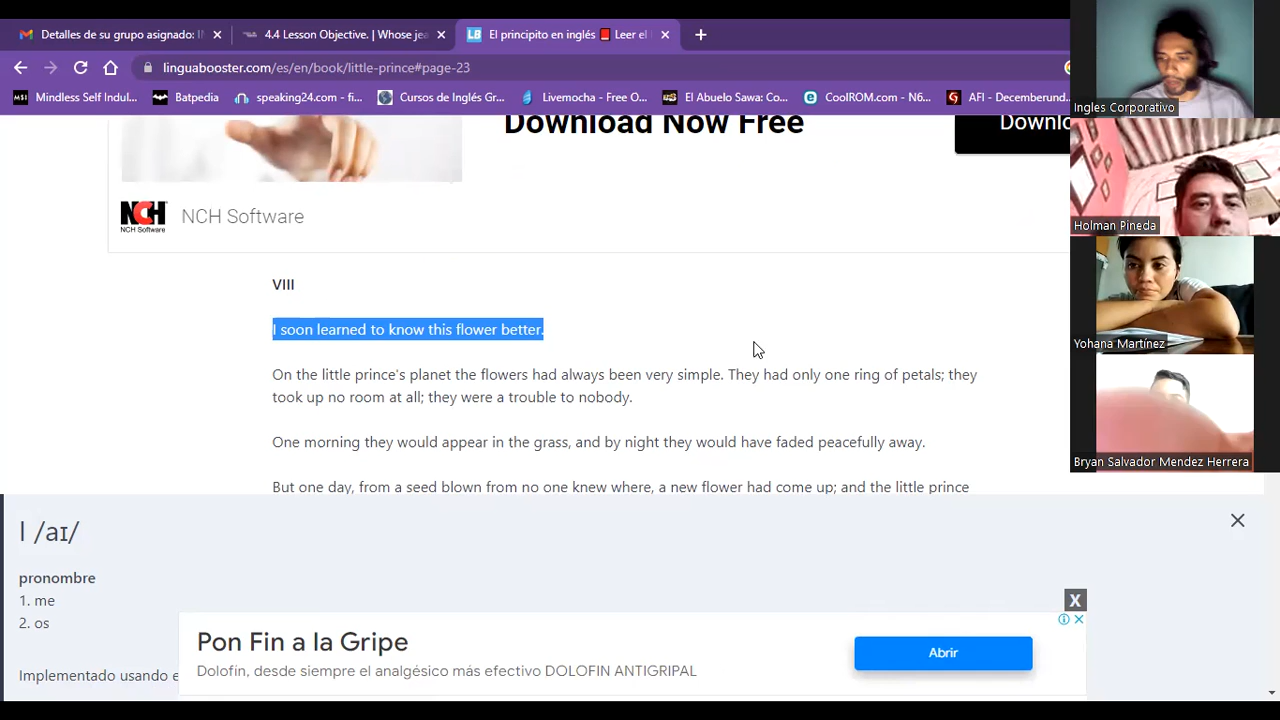 Detalles de su grupo asignado: I
4.4 Lesson Objective. | Whose jea
LB El principito en inglés 📕 Leer el l
linguabooster.com/es/en/book/little-prince#page-23
MSI Mindless Self Indul...
Batpedia
speaking24.com - fi...
Cursos de Inglés Gr...
Livemocha - Free O...
El Abuelo Sawa: Co...
CoolROM.com - N6...
AFI - Decemberund...
Download Now Free
NCH Software
NCH Software
VIII
I soon learned to know this flower better.
On the little prince's planet the flowers had always been very simple. They had only one ring of petals; they
took up no room at all; they were a trouble to nobody.
One morning they would appear in the grass, and by night they would have faded peacefully away.
But one day, from a seed blown from no one knew where, a new flower had come up; and the little prince
I /aɪ/
pronombre
1. me
2. os
Implementado usando e
Pon Fin a la Gripe
Dolofin, desde siempre el analgésico más efectivo DOLOFIN ANTIGRIPAL
Abrir
X
Ingles Corporativo
Holman Pineda
Yohana Martínez
Bryan Salvador Mendez Herrera